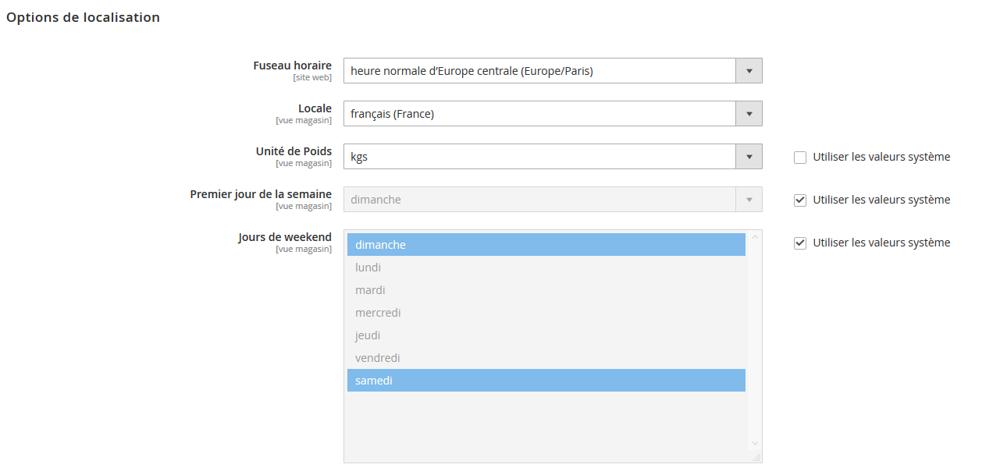 Options de localisation
Fuseau horaire
[site web]
heure normale d’Europe centrale (Europe/Paris)
Locale
[vue magasin]
français (France)
Unité de Poids
[vue magasin]
kgs
Utiliser les valeurs système
Premier jour de la semaine
[vue magasin]
dimanche
Utiliser les valeurs système
Jours de weekend
[vue magasin]
dimanche
lundi
mardi
mercredi
jeudi
vendredi
samedi
Utiliser les valeurs système